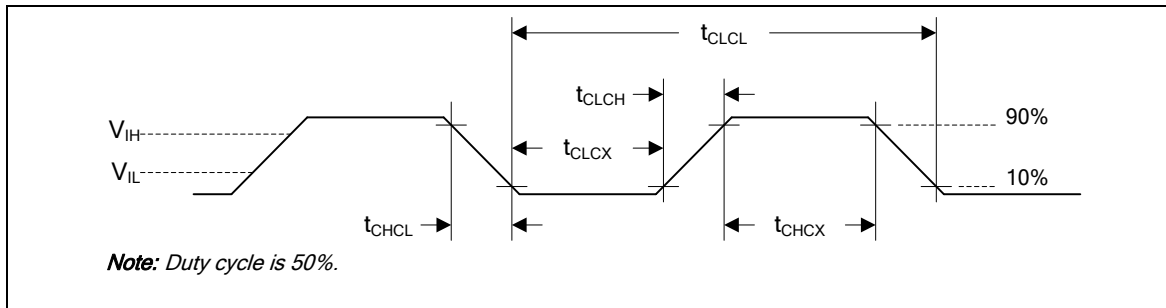 tCLCL
tCLCH
VIH
90%
tCLCX
VIL
10%
tCHCL
tCHCX
Note: Duty cycle is 50%.